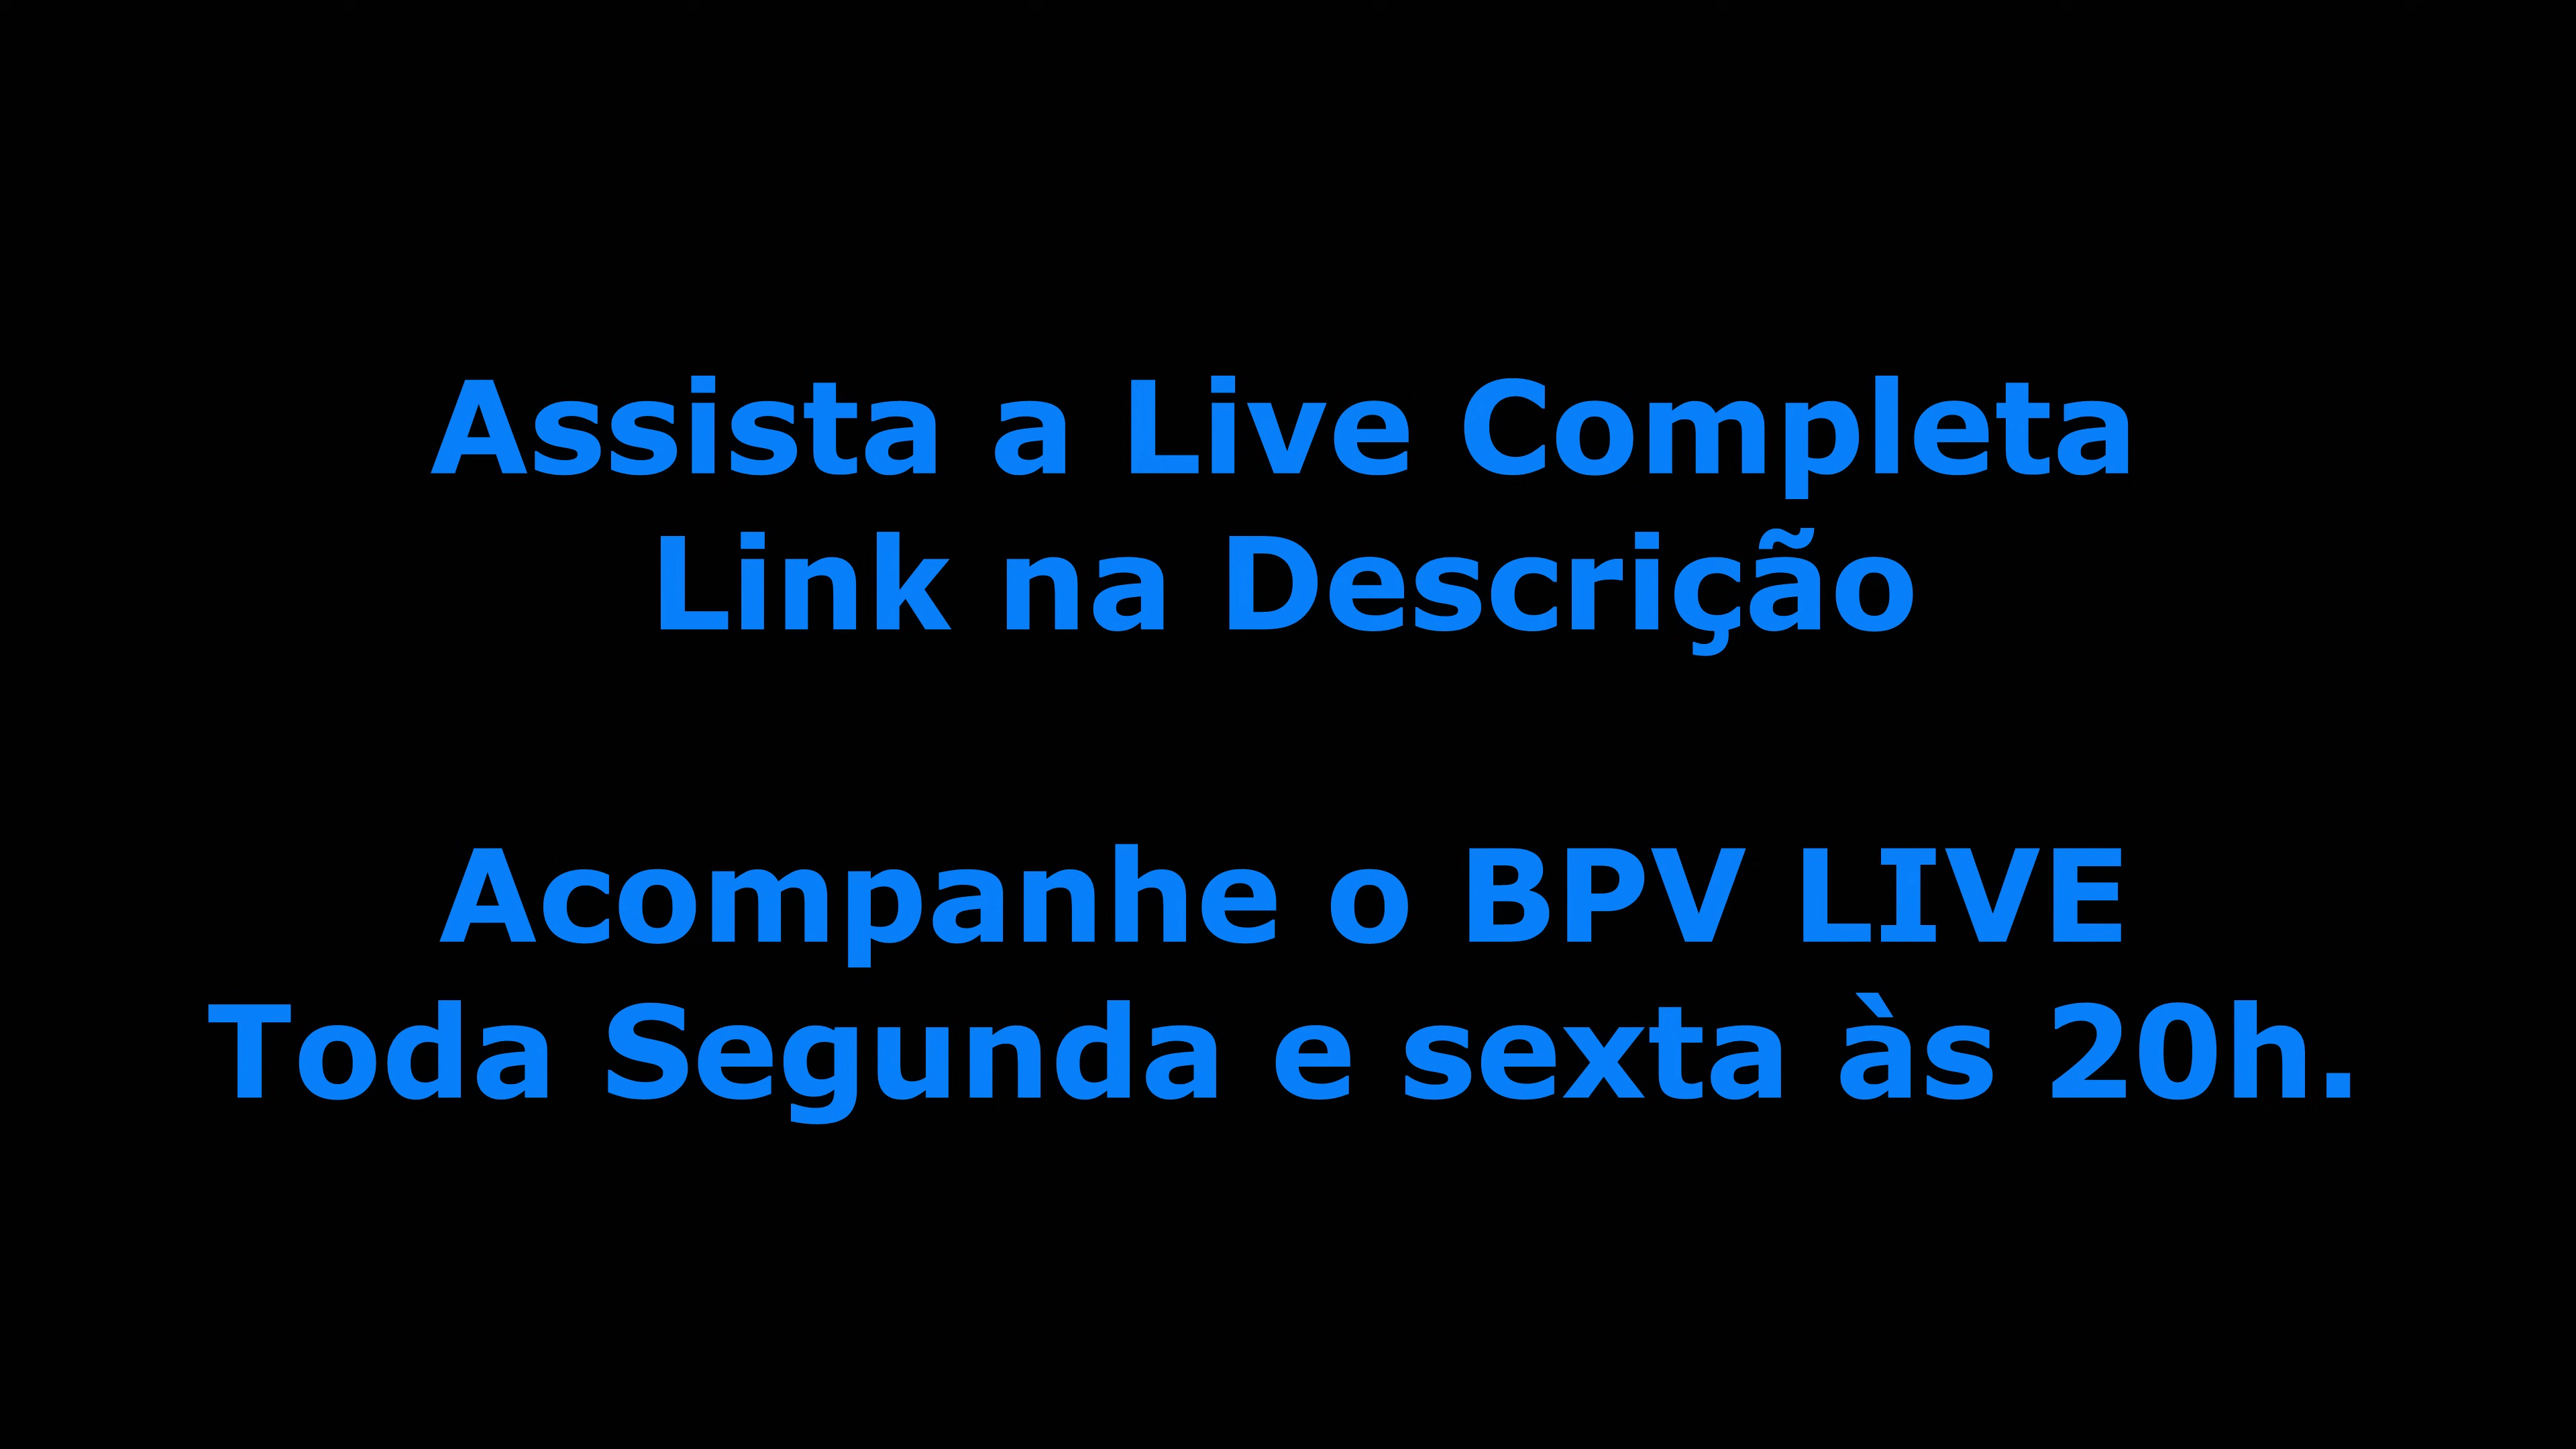 Assista a Live Completa
Link na Descrição
Acompanhe o BPV LIVE
Toda Segunda e sexta às 20h.